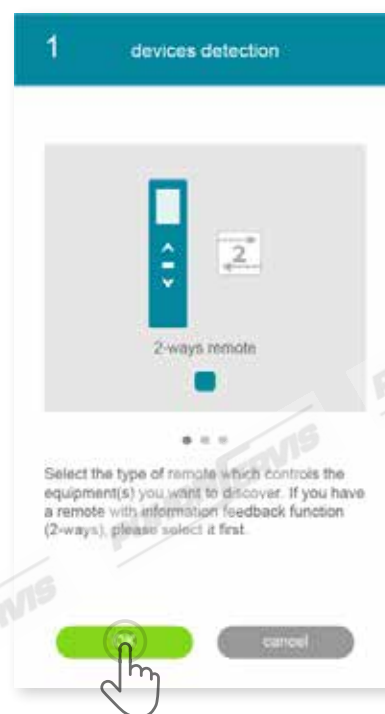 1 devices detection
2
2-ways remote
Select the type of remote which controls the
equipment(s) you want to discover. If you have
a remote with information feedback function
(2-ways), please select it first.
OK
cancel